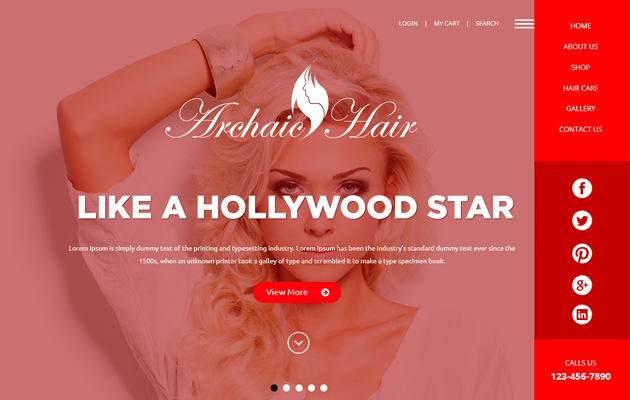 LOGIN | MY CART | SEARCH
HOME
ABOUT US
SHOP
HAIR CARE
GALLERY
CONTACT US
Archaic Hair
LIKE A HOLLYWOOD STAR
Lorem Ipsum is simply dummy text of the printing and typesetting industry. Lorem Ipsum has been the industry's standard dummy text ever since the
1500s, when an unknown printer took a galley of type and scrambled it to make a type specimen book.
View More
CALLS US
123-456-7890